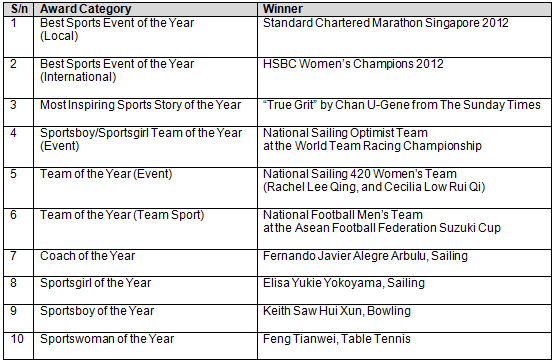 S/n Award Category Winner
1 Best Sports Event of the Year Standard Chartered Marathon Singapore 2012
(Local)
2 Best Sports Event of the Year HSBC Women’s Champions 2012
(International)
3 Most Inspiring Sports Story of the Year “True Grit” by Chan U-Gene from The Sunday Times
4 Sportsboy/Sportsgirl Team of the Year National Sailing Optimist Team
(Event) at the World Team Racing Championship
5 Team of the Year (Event) National Sailing 420 Women’s Team
(Rachel Lee Qing, and Cecilia Low Rui Qi)
6 Team of the Year (Team Sport) National Football Men’s Team
at the Asean Football Federation Suzuki Cup
7 Coach of the Year Fernando Javier Alegre Arbulu, Sailing
8 Sportsgirl of the Year Elisa Yukie Yokoyama, Sailing
9 Sportsboy of the Year Keith Saw Hui Xun, Bowling
10 Sportswoman of the Year Feng Tianwei, Table Tennis